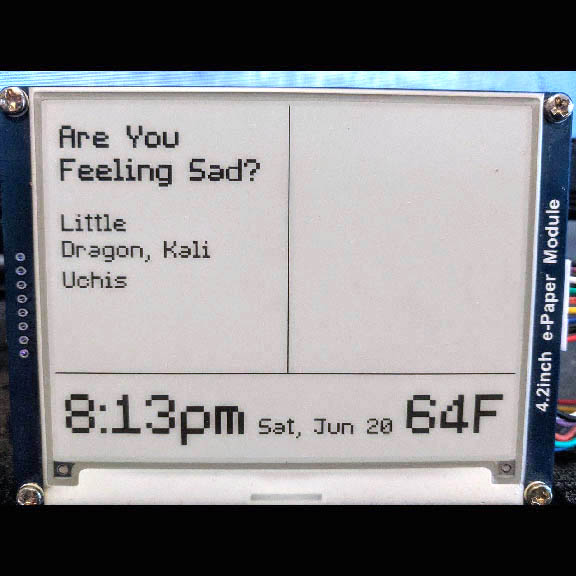 Are You
Feeling Sad?
Little
Dragon, Kali
Uchis
8:13pm Sat, Jun 20 64F
4.2inch e-Paper Module